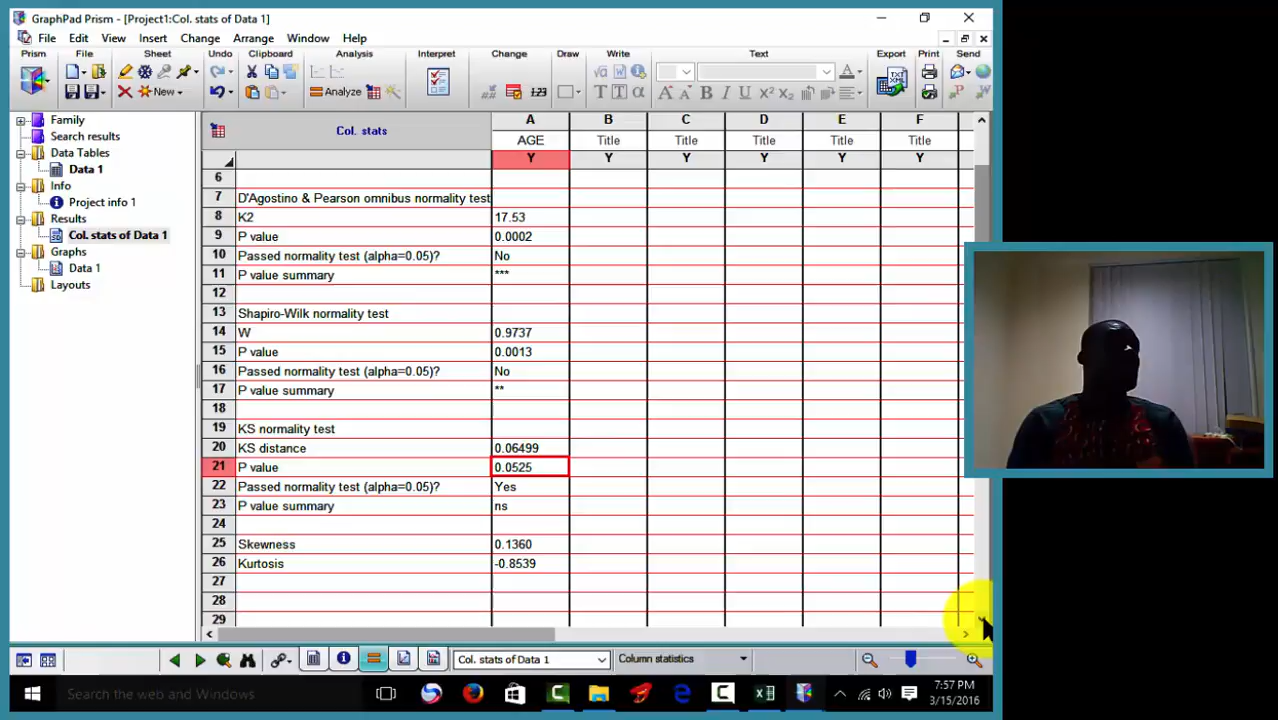 GraphPad Prism - [Project1:Col. stats of Data 1]
File Edit View Insert Change Arrange Window Help
Prism File Sheet Undo Clipboard Analysis Interpret Change Draw Write Text Export Print Send
New
Analyze
123
Family
Search results
Data Tables
Data 1
Info
Project info 1
Results
Col. stats of Data 1
Graphs
Data 1
Layouts
Col. stats A B C D E F
AGE Title Title Title Title Title
Y Y Y Y Y Y
6
7 D'Agostino & Pearson omnibus normality test
8 K2 17.53
9 P value 0.0002
10 Passed normality test (alpha=0.05)? No
11 P value summary ***
12
13 Shapiro-Wilk normality test
14 W 0.9737
15 P value 0.0013
16 Passed normality test (alpha=0.05)? No
17 P value summary **
18
19 KS normality test
20 KS distance 0.06499
21 P value 0.0525
22 Passed normality test (alpha=0.05)? Yes
23 P value summary ns
24
25 Skewness 0.1360
26 Kurtosis -0.8539
27
28
29
Col. stats of Data 1 Column statistics
Search the web and Windows
7:57 PM
3/15/2016